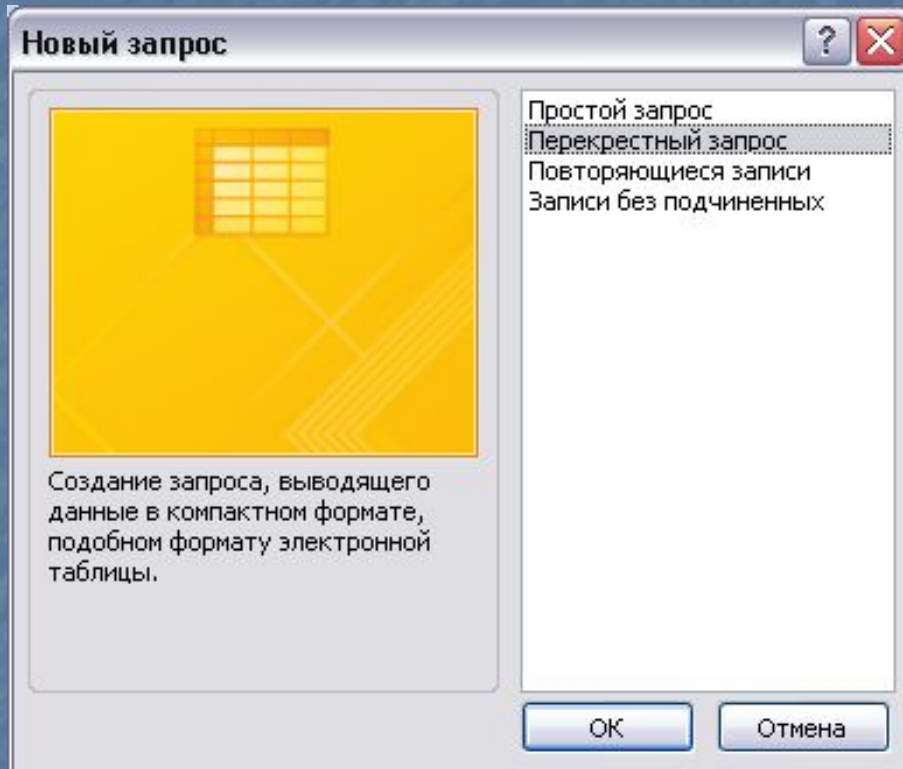 Новый запрос
Простой запрос
Перекрестный запрос
Повторяющиеся записи
Записи без подчиненных
Создание запроса, выводящего
данные в компактном формате,
подобном формату электронной
таблицы.
ОК
Отмена